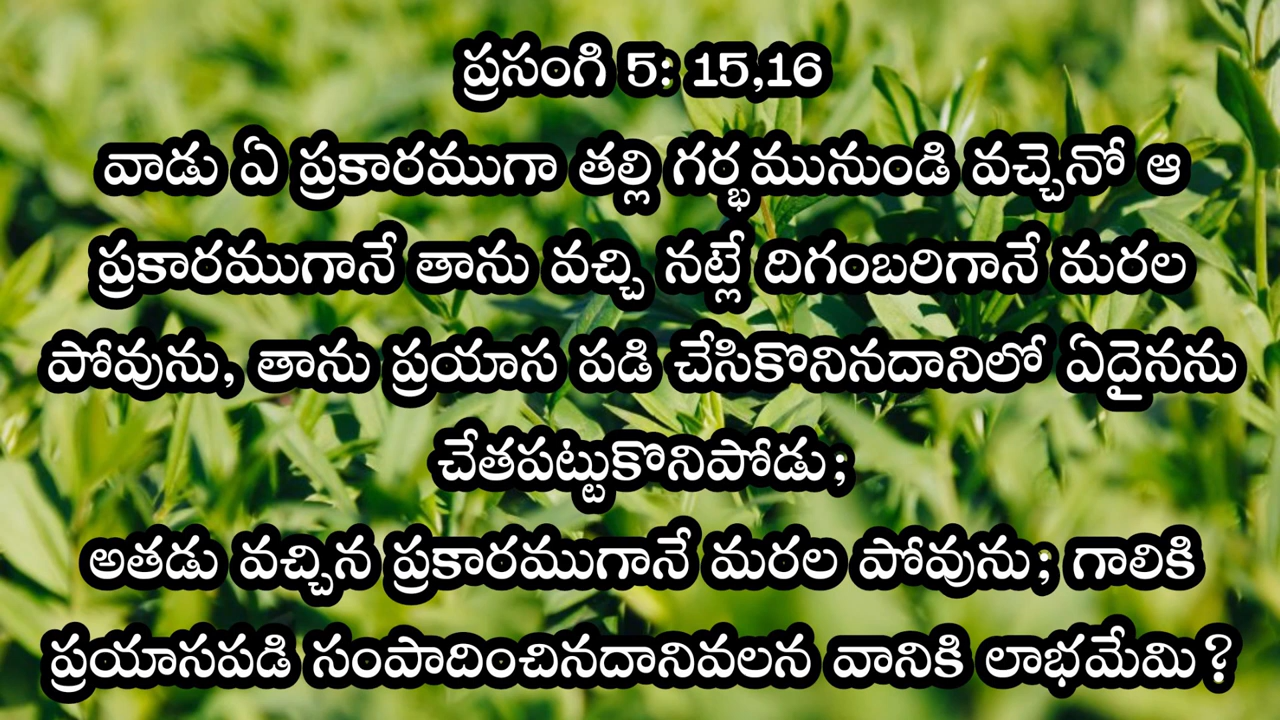 ప్రసంగి 5: 15,16
వాడు ఏ ప్రకారముగా తల్లి గర్భమునుండి వచ్చెనో ఆ
ప్రకారముగానే తాను వచ్చి నట్లే దిగంబరిగానే మరల
పోవును, తాను ప్రయాస పడి చేసికొనినదానిలో ఏదైనను
చేతపట్టుకొనిపోడు;
అతడు వచ్చిన ప్రకారముగానే మరల పోవును; గాలికి
ప్రయాసపడి సంపాదించినదానివలన వానికి లాభమేమి?